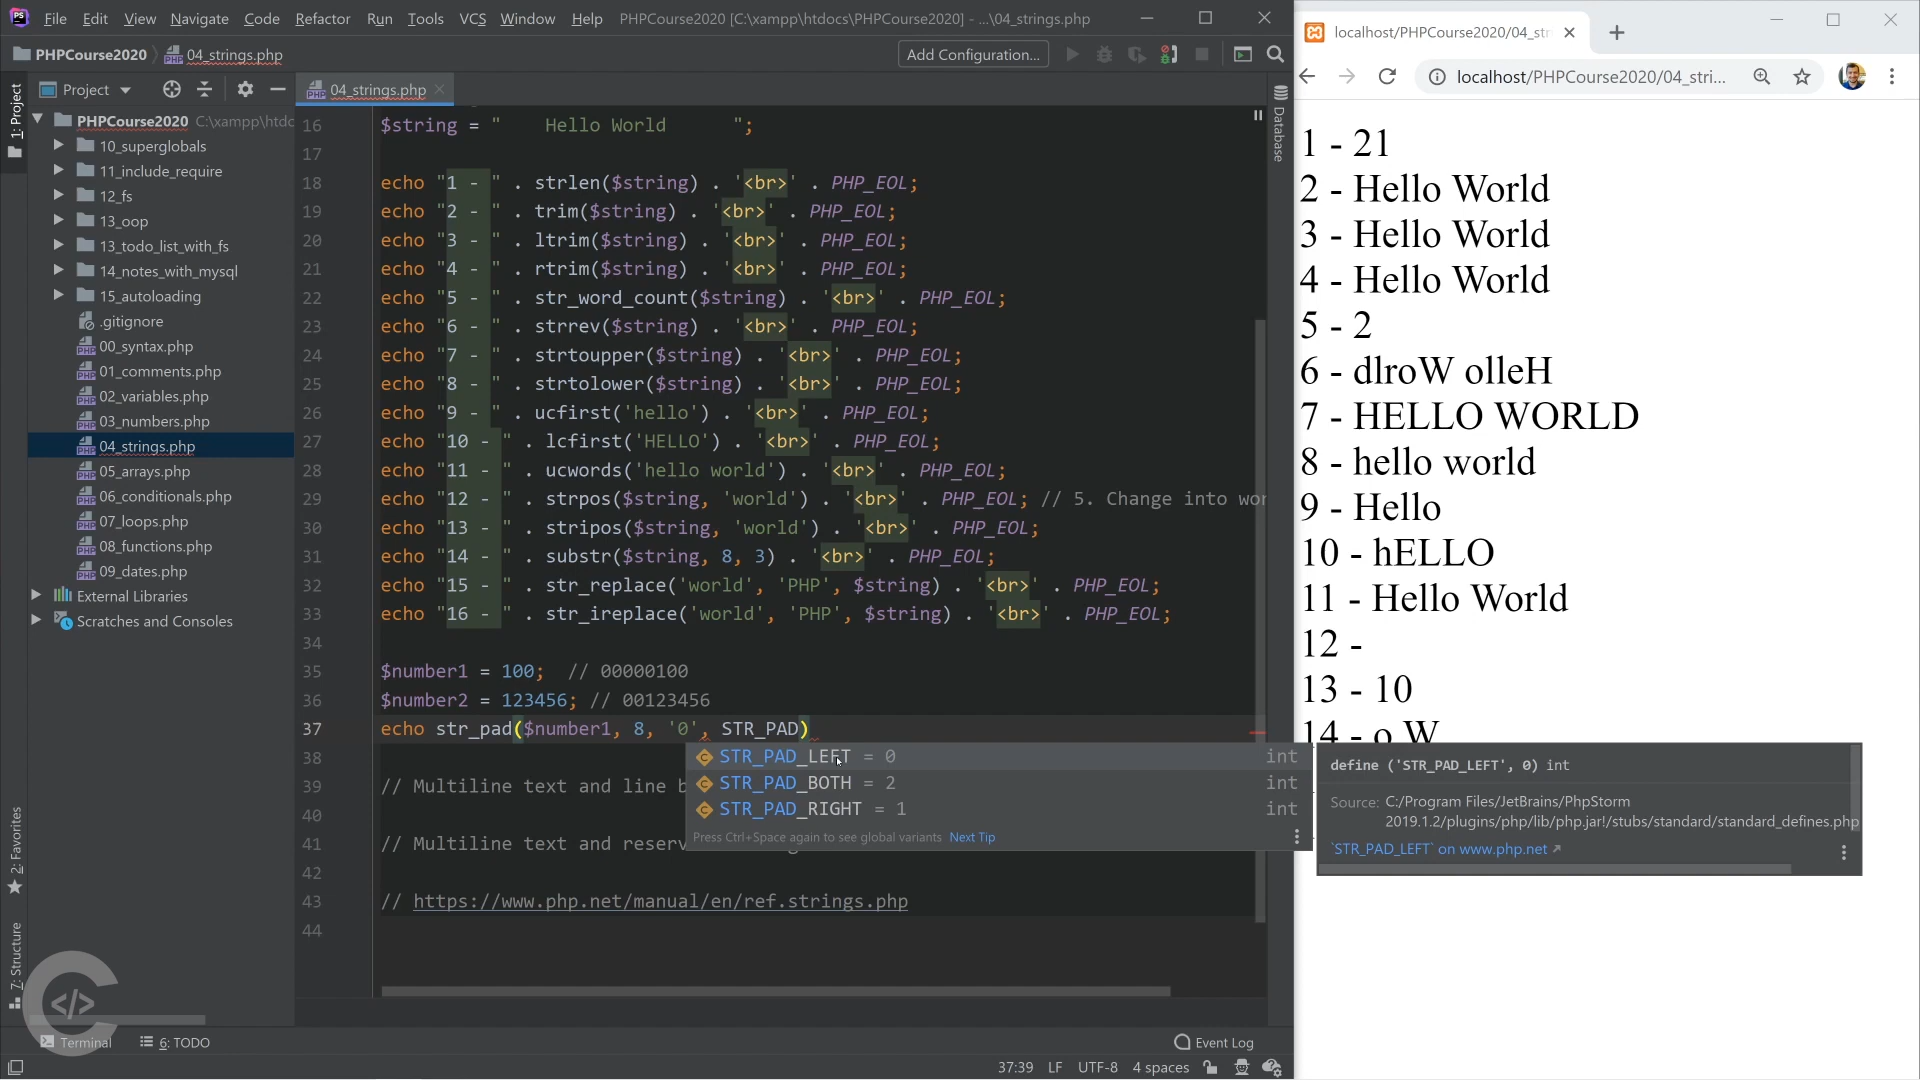 File Edit View Navigate Code Refactor Run Tools VCS Window Help PHPCourse2020 [C:\xampp\htdocs\PHPCourse2020] - ...\04_strings.php
PHPCourse2020 04_strings.php Add Configuration...
1: Project
Project
04_strings.php
PHPCourse2020 C:\xampp\htdo
10_superglobals
11_include_require
12_fs
13_oop
13_todo_list_with_fs
14_notes_with_mysql
15_autoloading
.gitignore
00_syntax.php
01_comments.php
02_variables.php
03_numbers.php
04_strings.php
05_arrays.php
06_conditionals.php
07_loops.php
08_functions.php
09_dates.php
External Libraries
Scratches and Consoles
2: Favorites
7: Structure
16 $string = "    Hello World      ";
17
18 echo "1 - " . strlen($string) . '<br>' . PHP_EOL;
19 echo "2 - " . trim($string) . '<br>' . PHP_EOL;
20 echo "3 - " . ltrim($string) . '<br>' . PHP_EOL;
21 echo "4 - " . rtrim($string) . '<br>' . PHP_EOL;
22 echo "5 - " . str_word_count($string) . '<br>' . PHP_EOL;
23 echo "6 - " . strrev($string) . '<br>' . PHP_EOL;
24 echo "7 - " . strtoupper($string) . '<br>' . PHP_EOL;
25 echo "8 - " . strtolower($string) . '<br>' . PHP_EOL;
26 echo "9 - " . ucfirst('hello') . '<br>' . PHP_EOL;
27 echo "10 - " . lcfirst('HELLO') . '<br>' . PHP_EOL;
28 echo "11 - " . ucwords('hello world') . '<br>' . PHP_EOL;
29 echo "12 - " . strpos($string, 'world') . '<br>' . PHP_EOL; // 5. Change into wor
30 echo "13 - " . stripos($string, 'world') . '<br>' . PHP_EOL;
31 echo "14 - " . substr($string, 8, 3) . '<br>' . PHP_EOL;
32 echo "15 - " . str_replace('world', 'PHP', $string) . '<br>' . PHP_EOL;
33 echo "16 - " . str_ireplace('world', 'PHP', $string) . '<br>' . PHP_EOL;
34
35 $number1 = 100;  // 00000100
36 $number2 = 123456; // 00123456
37 echo str_pad($number1, 8, '0', STR_PAD)
38
39 // Multiline text and line b
40
41 // Multiline text and reserv
42
43 // https://www.php.net/manual/en/ref.strings.php
44
STR_PAD_LEFT = 0 int
STR_PAD_BOTH = 2 int
STR_PAD_RIGHT = 1 int
Press Ctrl+Space again to see global variants Next Tip
define ('STR_PAD_LEFT', 0) int
Source: C:/Program Files/JetBrains/PhpStorm
2019.1.2/plugins/php/lib/php.jar!/stubs/standard/standard_defines.php
`STR_PAD_LEFT` on www.php.net
Database
Terminal 6: TODO Event Log
37:39 LF UTF-8 4 spaces
localhost/PHPCourse2020/04_str
localhost/PHPCourse2020/04_stri...
1 - 21
2 - Hello World
3 - Hello World
4 - Hello World
5 - 2
6 - dlroW olleH
7 - HELLO WORLD
8 - hello world
9 - Hello
10 - hELLO
11 - Hello World
12 -
13 - 10
14 - o W